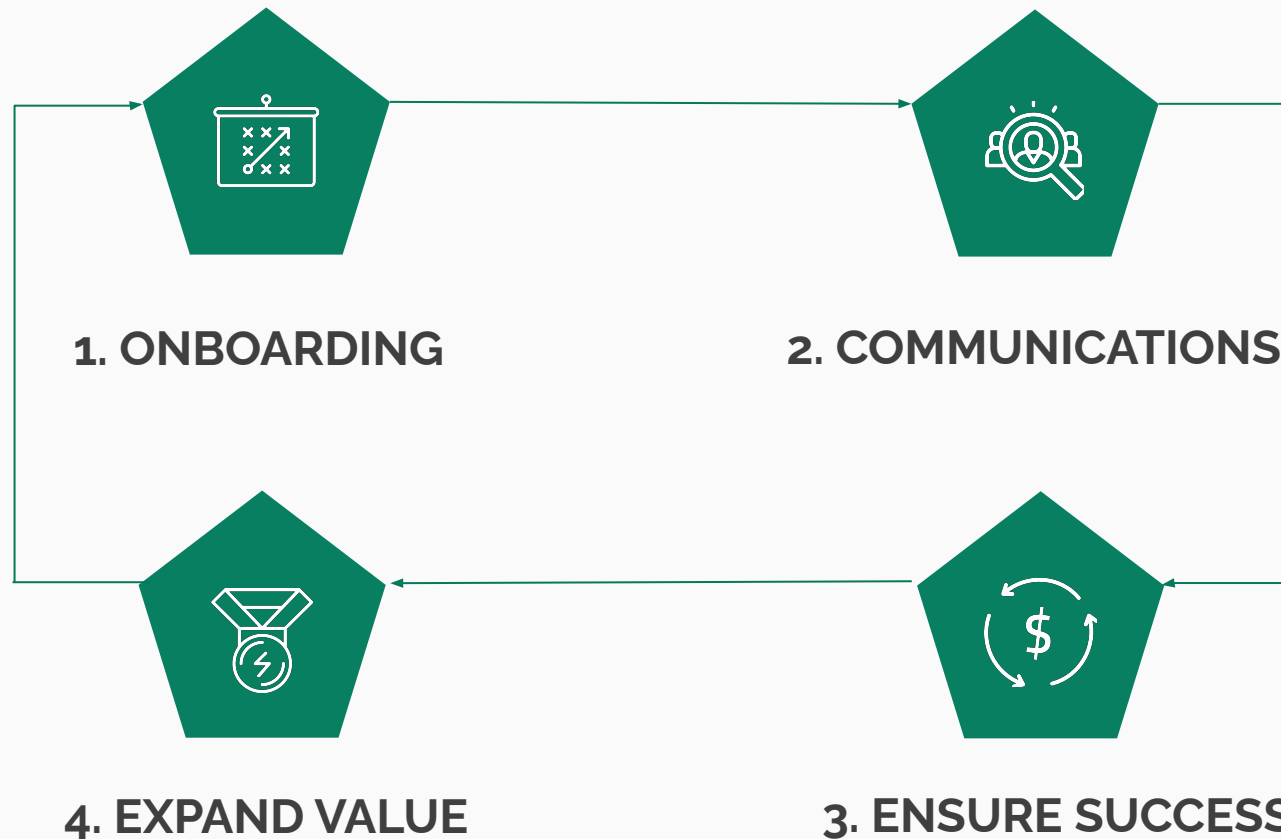 1. ONBOARDING
2. COMMUNICATIONS
$
4. EXPAND VALUE
3. ENSURE SUCCESS